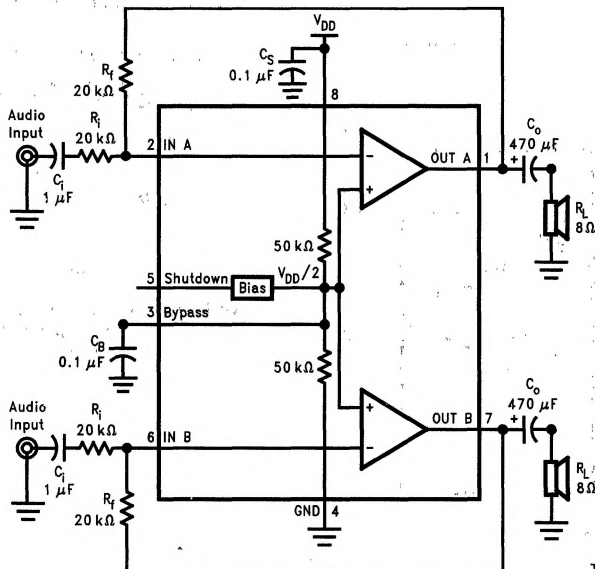 V_DD
C_S
0.1 µF
8
R_f
20 kΩ
Audio
Input
R_i
20 kΩ
2 IN A
C_i
1 µF
−
+
OUT A 1
C_o
470 µF
+
R_L
8Ω
50 kΩ
5 Shutdown
Bias
V_DD/2
3 Bypass
C_B
0.1 µF
50 kΩ
Audio
Input
R_i
20 kΩ
6 IN B
C_i
1 µF
+
−
OUT B 7
C_o
470 µF
+
R_L
8Ω
R_f
20 kΩ
GND 4